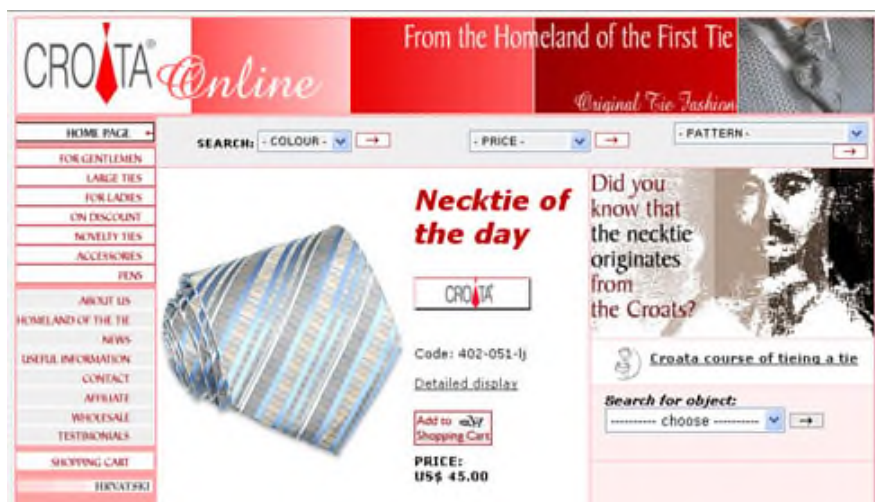 CROATA®
Online
From the Homeland of the First Tie
Original Tie Fashion
HOME PAGE
FOR GENTLEMEN
LARGE TIES
FOR LADIES
ON DISCOUNT
NOVELTY TIES
ACCESSORIES
PENS
ABOUT US
HOMELAND OF THE TIE
NEWS
USEFUL INFORMATION
CONTACT
AFFILIATE
WHOLESALE
TESTIMONIALS
SHOPPING CART
HRVATSKI
SEARCH: - COLOUR - - PRICE - - PATTERN -
Necktie of
the day
CROATA
Code: 402-051-lj
Detailed display
Add to
Shopping Cart
PRICE:
US$ 45.00
Did you
know that
the necktie
originates
from
the Croats?
Croata course of tieing a tie
Search for object:
---------- choose ----------